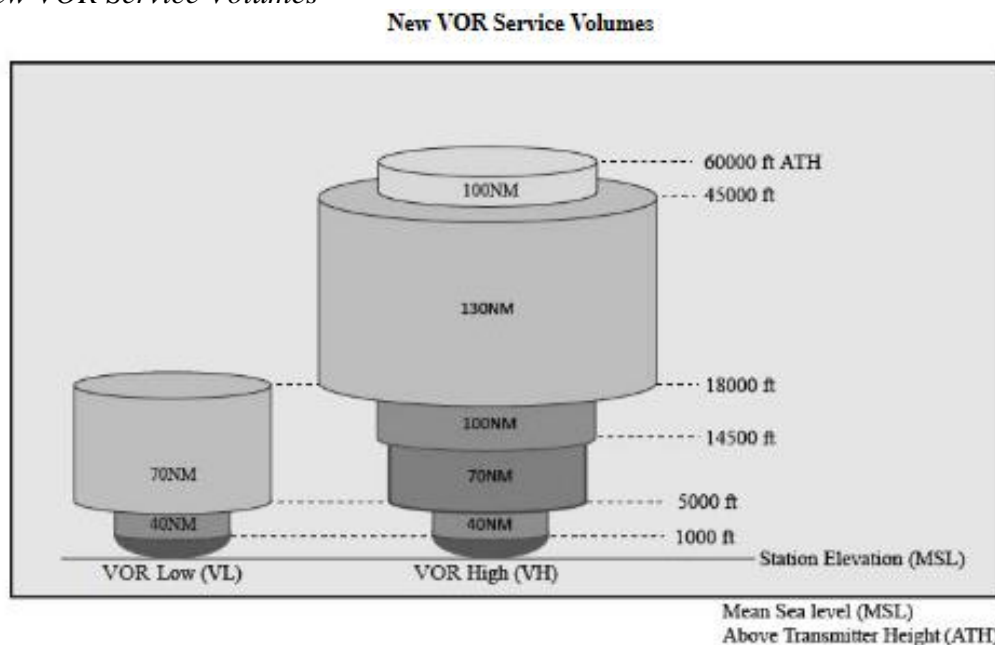 New VOR Service Volumes
60000 ft ATH
100NM
45000 ft
130NM
18000 ft
100NM
14500 ft
70NM
70NM
5000 ft
40NM
40NM
1000 ft
Station Elevation (MSL)
VOR Low (VL)
VOR High (VH)
Mean Sea level (MSL)
Above Transmitter Height (ATH)